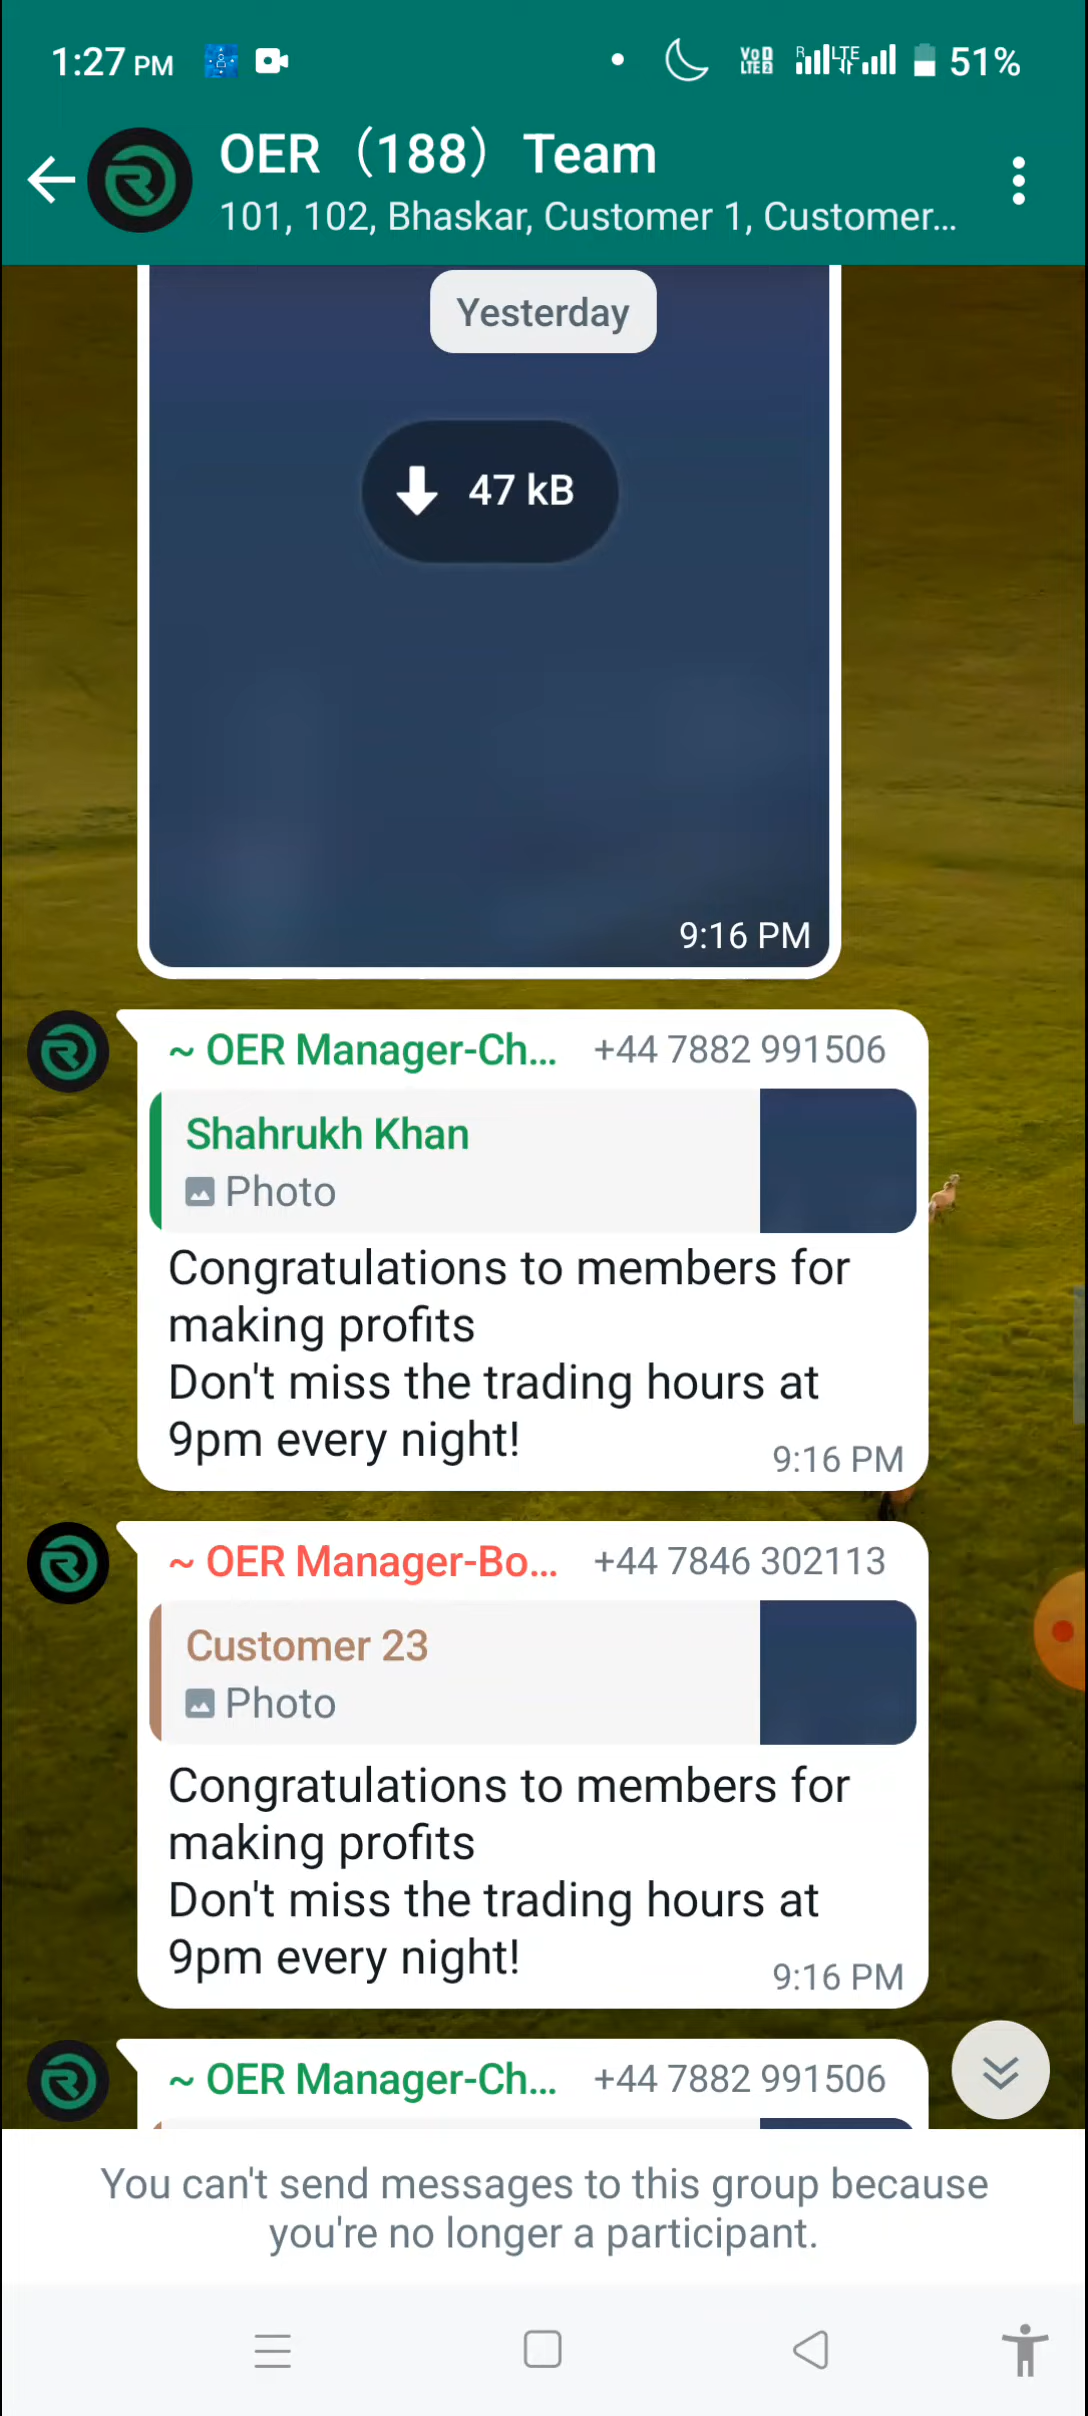 1:27 PM
VoD LTE2 R LTE 51%
OER（188）Team
101, 102, Bhaskar, Customer 1, Customer...
Yesterday
47 kB
9:16 PM
~ OER Manager-Ch... +44 7882 991506
Shahrukh Khan
Photo
Congratulations to members for
making profits
Don't miss the trading hours at
9pm every night!
9:16 PM
~ OER Manager-Bo... +44 7846 302113
Customer 23
Photo
Congratulations to members for
making profits
Don't miss the trading hours at
9pm every night!
9:16 PM
~ OER Manager-Ch... +44 7882 991506
You can't send messages to this group because
you're no longer a participant.